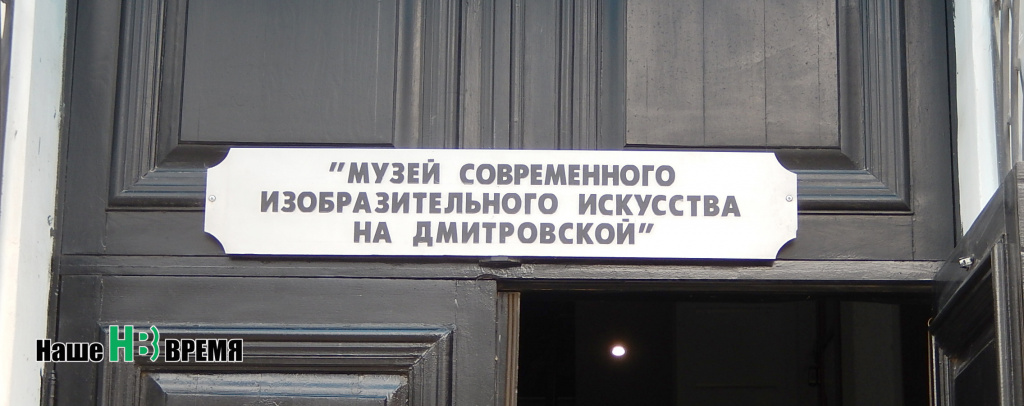 "МУЗЕЙ СОВРЕМЕННОГО
ИЗОБРАЗИТЕЛЬНОГО ИСКУССТВА
НА ДМИТРОВСКОЙ"
Наше НВ ВРЕМЯ